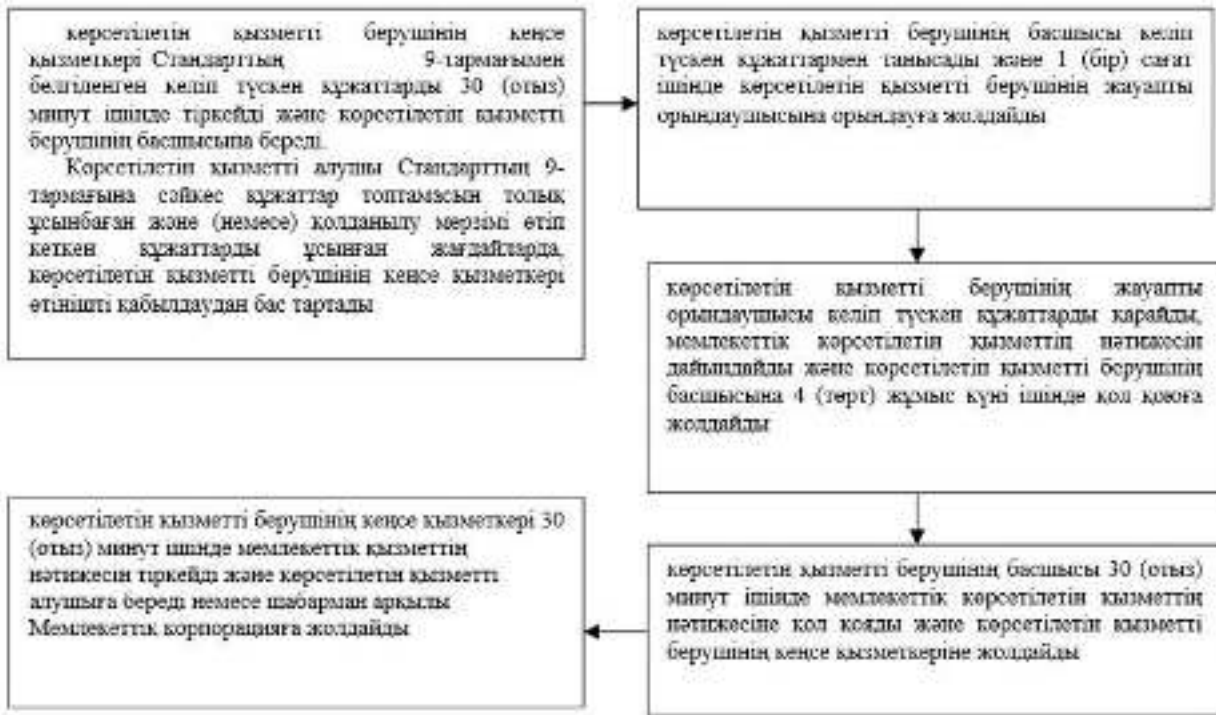 көрсетілетін қызметті берушінің кеңсе
қызметкері Стандарттың 9-тармағымен
белгіленген келіп түскен құжаттарды 30 (отыз)
минут ішінде тіркейді және көрсетілетін қызметті
берушінің басшысына береді.
Көрсетілетін қызметті алушы Стандарттың 9-
тармағына сәйкес құжаттар топтамасын толық
ұсынбаған және (немесе) қолданылу мерзімі өтіп
кеткен құжаттарды ұсынған жағдайларда,
көрсетілетін қызметті берушінің кеңсе қызметкері
өтінішті қабылдаудан бас тартады
көрсетілетін қызметті берушінің басшысы келіп
түскен құжаттармен танысады және 1 (бір) сағат
ішінде көрсетілетін қызметті берушінің жауапты
орындаушысына орындауға жолдайды
көрсетілетін қызметті берушінің жауапты
орындаушысы келіп түскен құжаттарды қарайды,
мемлекеттік көрсетілетін қызметтің нәтижесін
дайындайды және көрсетілетін қызметті берушінің
басшысына 4 (төрт) жұмыс күні ішінде қол қоюға
жолдайды
көрсетілетін қызметті берушінің басшысы 30 (отыз)
минут ішінде мемлекеттік көрсетілетін қызметтің
нәтижесіне қол қояды және көрсетілетін қызметті
берушінің кеңсе қызметкеріне жолдайды
көрсетілетін қызметті берушінің кеңсе қызметкері 30
(отыз) минут ішінде мемлекеттік қызметтің
нәтижесін тіркейді және көрсетілетін қызметті
алушыға береді немесе шабарман арқылы
Мемлекеттік корпорацияға жолдайды